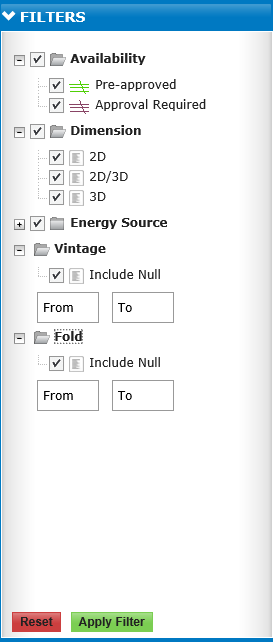 FILTERS
Availability
Pre-approved
Approval Required
Dimension
2D
2D/3D
3D
Energy Source
Vintage
Include Null
From To
Fold
Include Null
From To
Reset Apply Filter